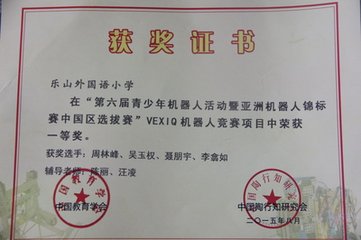 获奖证书
乐山外国语小学
在“第六届青少年机器人活动暨亚洲机器人锦标
赛中国区选拔赛”VEXIQ机器人竞赛项目中荣获
一等奖。
获奖选手：周林峰、吴玉权、聂朋宇、李翕如
辅导老师：陈丽、汪凌
中国教育学会
中国陶行知研究会
二〇一五年八月